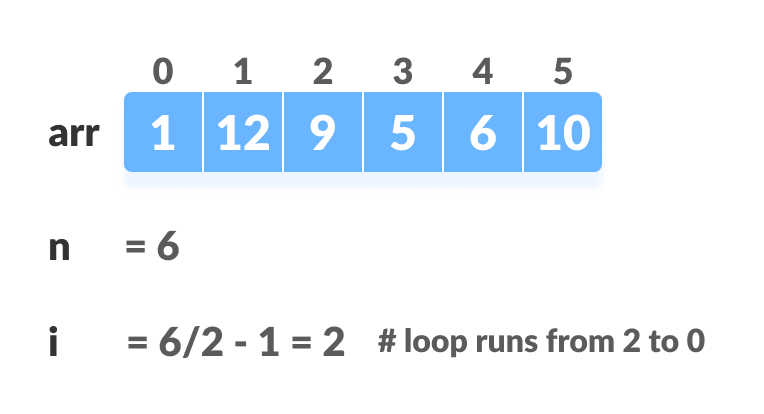 0 1 2 3 4 5
arr 1 12 9 5 6 10
n = 6
i = 6/2 - 1 = 2 # loop runs from 2 to 0